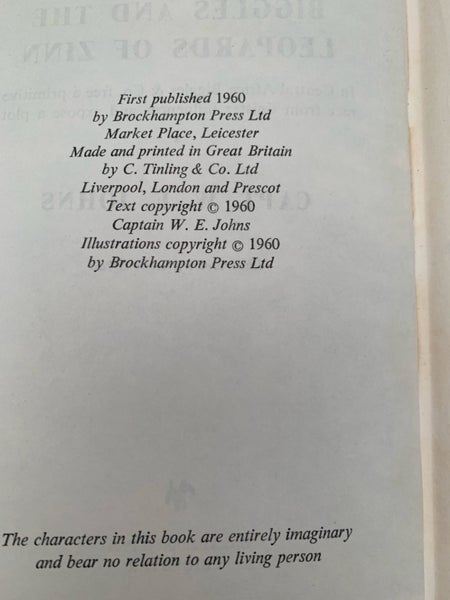 First published 1960
by Brockhampton Press Ltd
Market Place, Leicester
Made and printed in Great Britain
by C. Tinling & Co. Ltd
Liverpool, London and Prescot
Text copyright © 1960
Captain W. E. Johns
Illustrations copyright © 1960
by Brockhampton Press Ltd
The characters in this book are entirely imaginary
and bear no relation to any living person